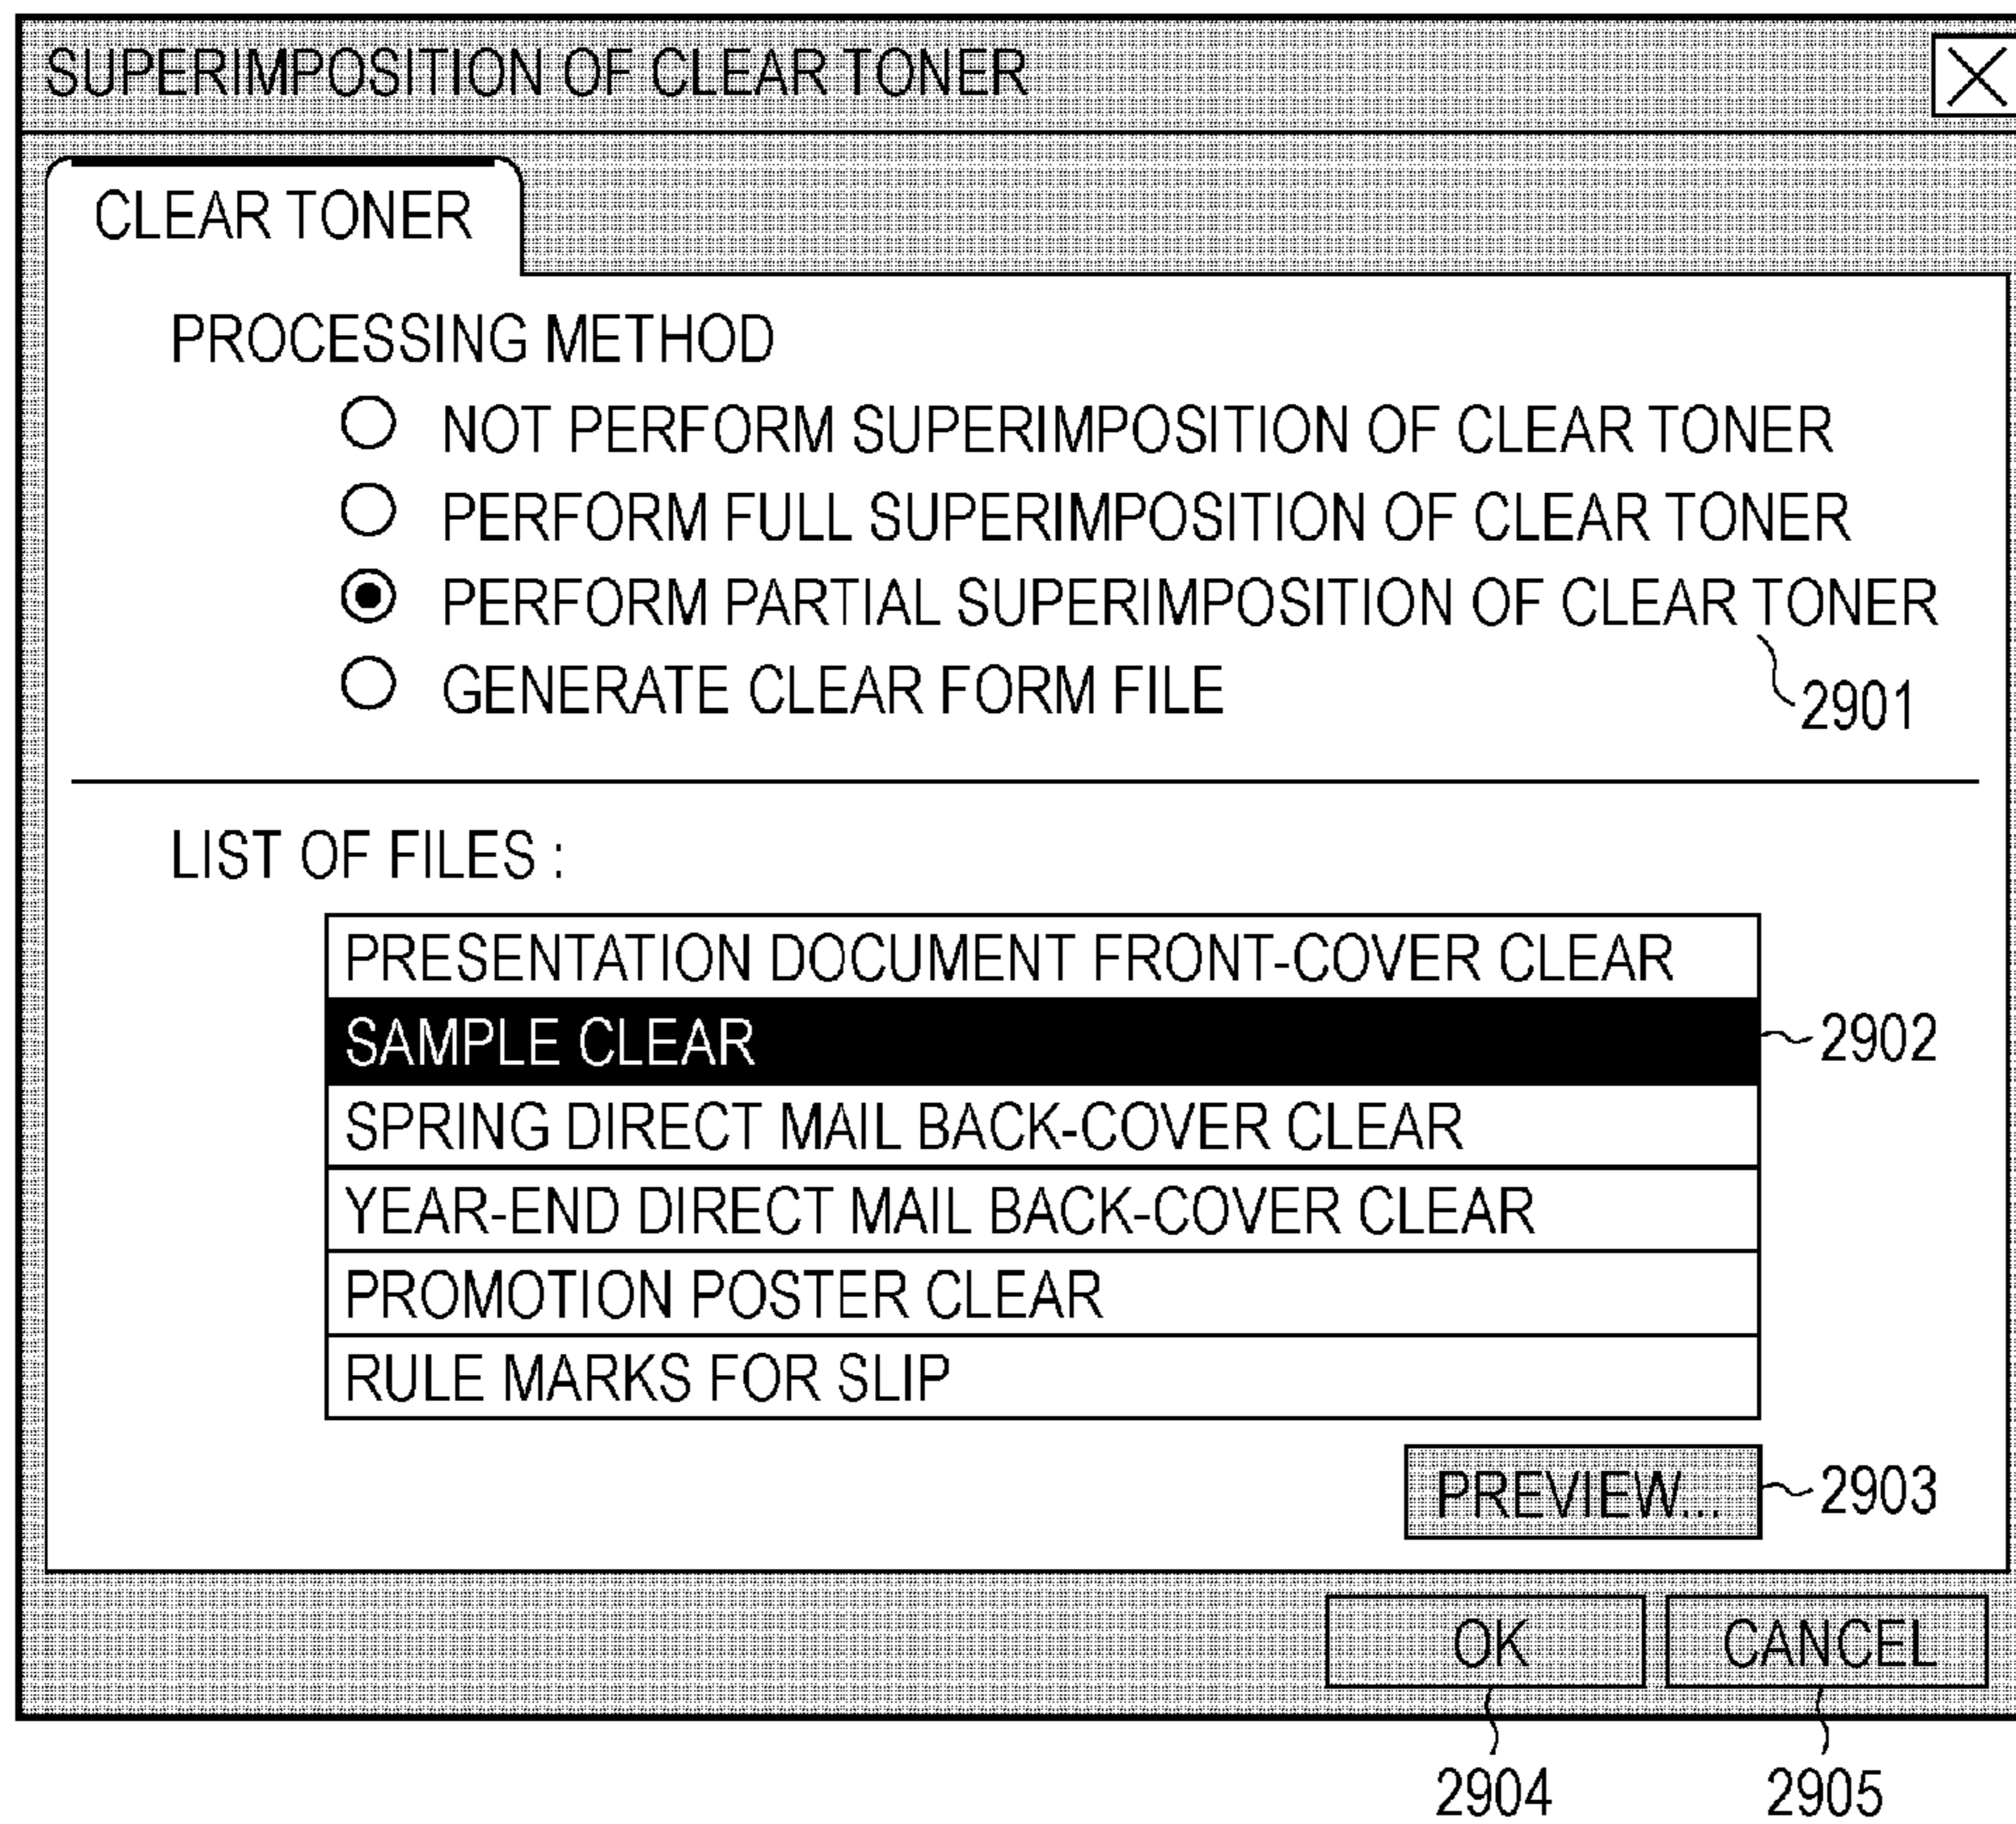 SUPERIMPOSITION OF CLEAR TONER
CLEAR TONER
PROCESSING METHOD
NOT PERFORM SUPERIMPOSITION OF CLEAR TONER
PERFORM FULL SUPERIMPOSITION OF CLEAR TONER
PERFORM PARTIAL SUPERIMPOSITION OF CLEAR TONER
GENERATE CLEAR FORM FILE
2901
LIST OF FILES :
PRESENTATION DOCUMENT FRONT-COVER CLEAR
SAMPLE CLEAR
2902
SPRING DIRECT MAIL BACK-COVER CLEAR
YEAR-END DIRECT MAIL BACK-COVER CLEAR
PROMOTION POSTER CLEAR
RULE MARKS FOR SLIP
PREVIEW...
2903
OK
CANCEL
2904
2905